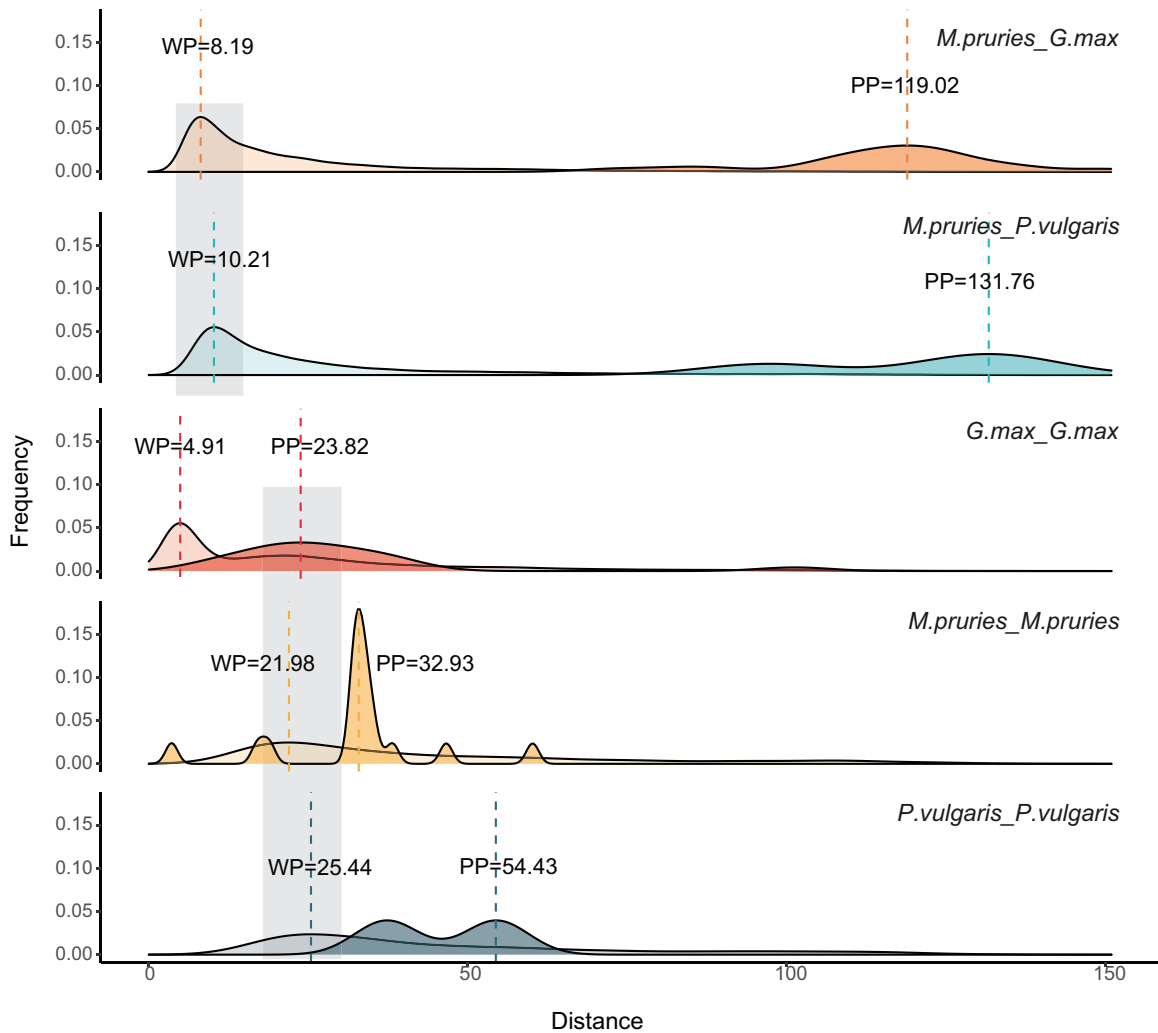 M.pruries_G.max
0.15
WP=8.19
0.10
PP=119.02
0.05
0.00
M.pruries_P.vulgaris
0.15
WP=10.21
PP=131.76
0.10
0.05
0.00
G.max_G.max
0.15
WP=4.91
PP=23.82
0.10
0.05
0.00
Frequency
M.pruries_M.pruries
0.15
WP=21.98
PP=32.93
0.10
0.05
0.00
P.vulgaris_P.vulgaris
0.15
WP=25.44
PP=54.43
0.10
0.05
0.00
0 50 100 150
Distance